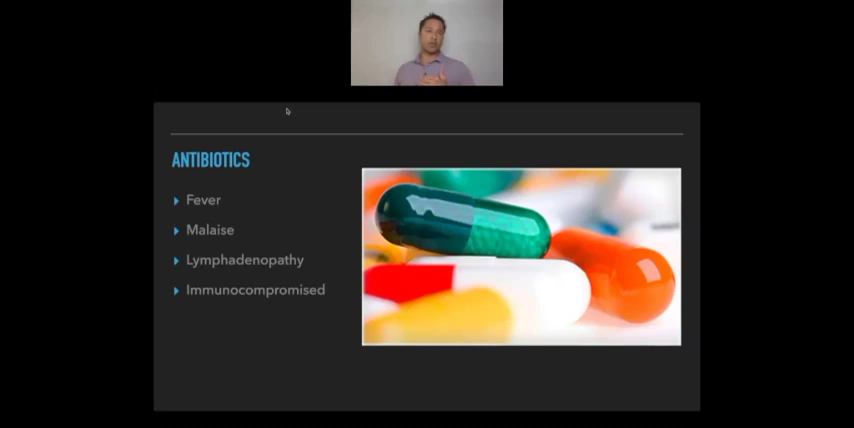 ANTIBIOTICS
Fever
Malaise
Lymphadenopathy
Immunocompromised